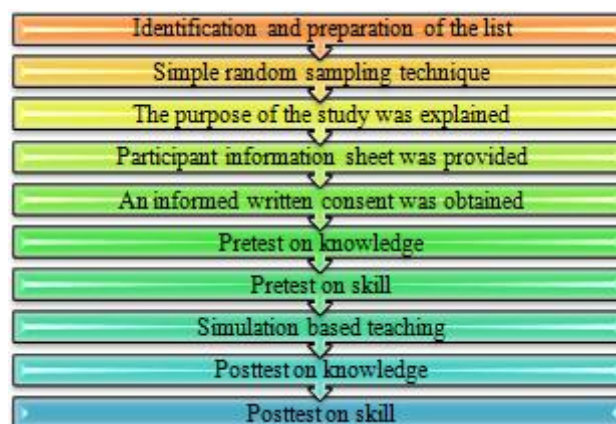 Identification and preparation of the list
Simple random sampling technique
The purpose of the study was explained
Participant information sheet was provided
An informed written consent was obtained
Pretest on knowledge
Pretest on skill
Simulation based teaching
Posttest on knowledge
Posttest on skill